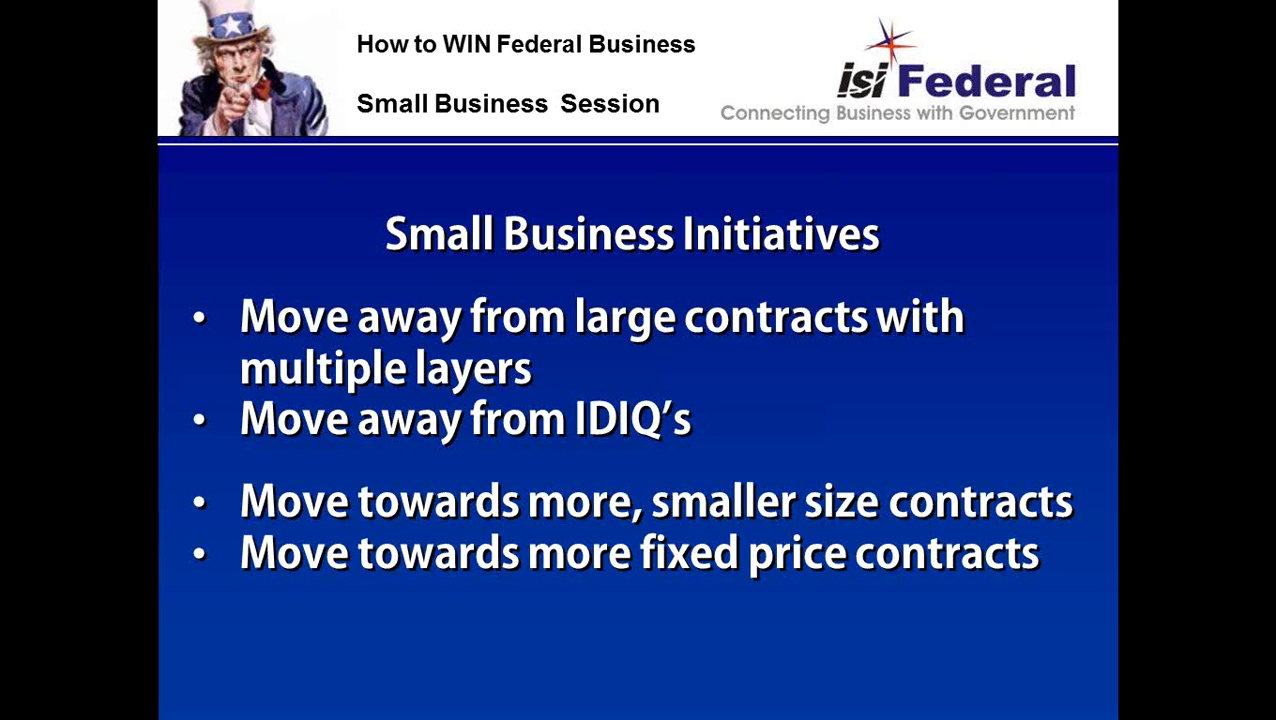 How to WIN Federal Business
Small Business Session
isi Federal
Connecting Business with Government
Small Business Initiatives
• Move away from large contracts with
multiple layers
• Move away from IDIQ’s
• Move towards more, smaller size contracts
• Move towards more fixed price contracts